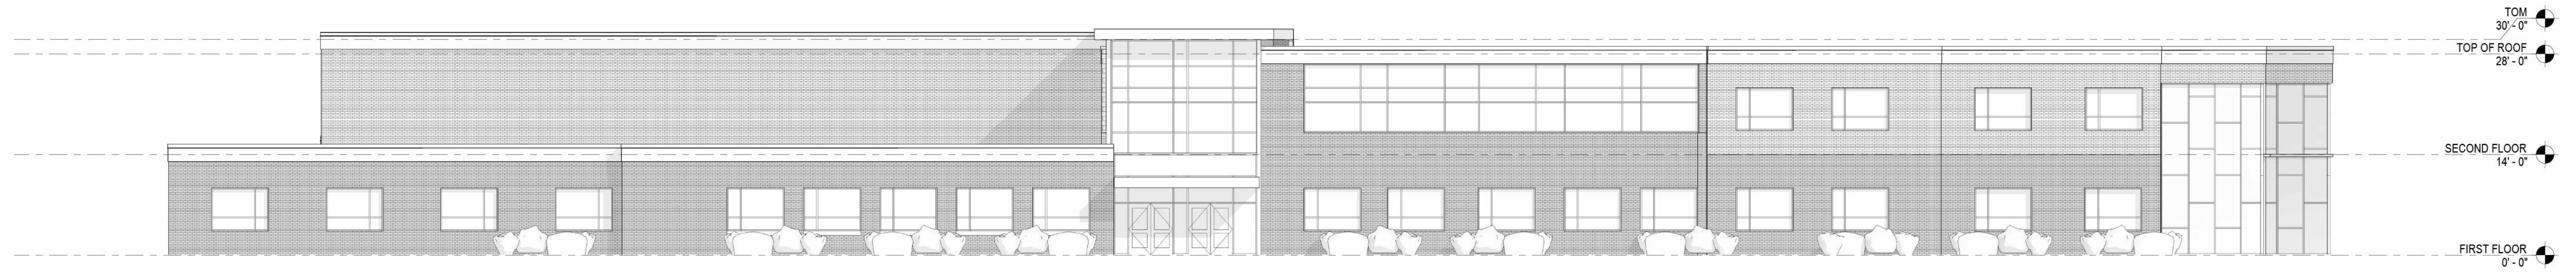 TOM
30' - 0"
TOP OF ROOF
28' - 0"
SECOND FLOOR
14' - 0"
FIRST FLOOR
0' - 0"